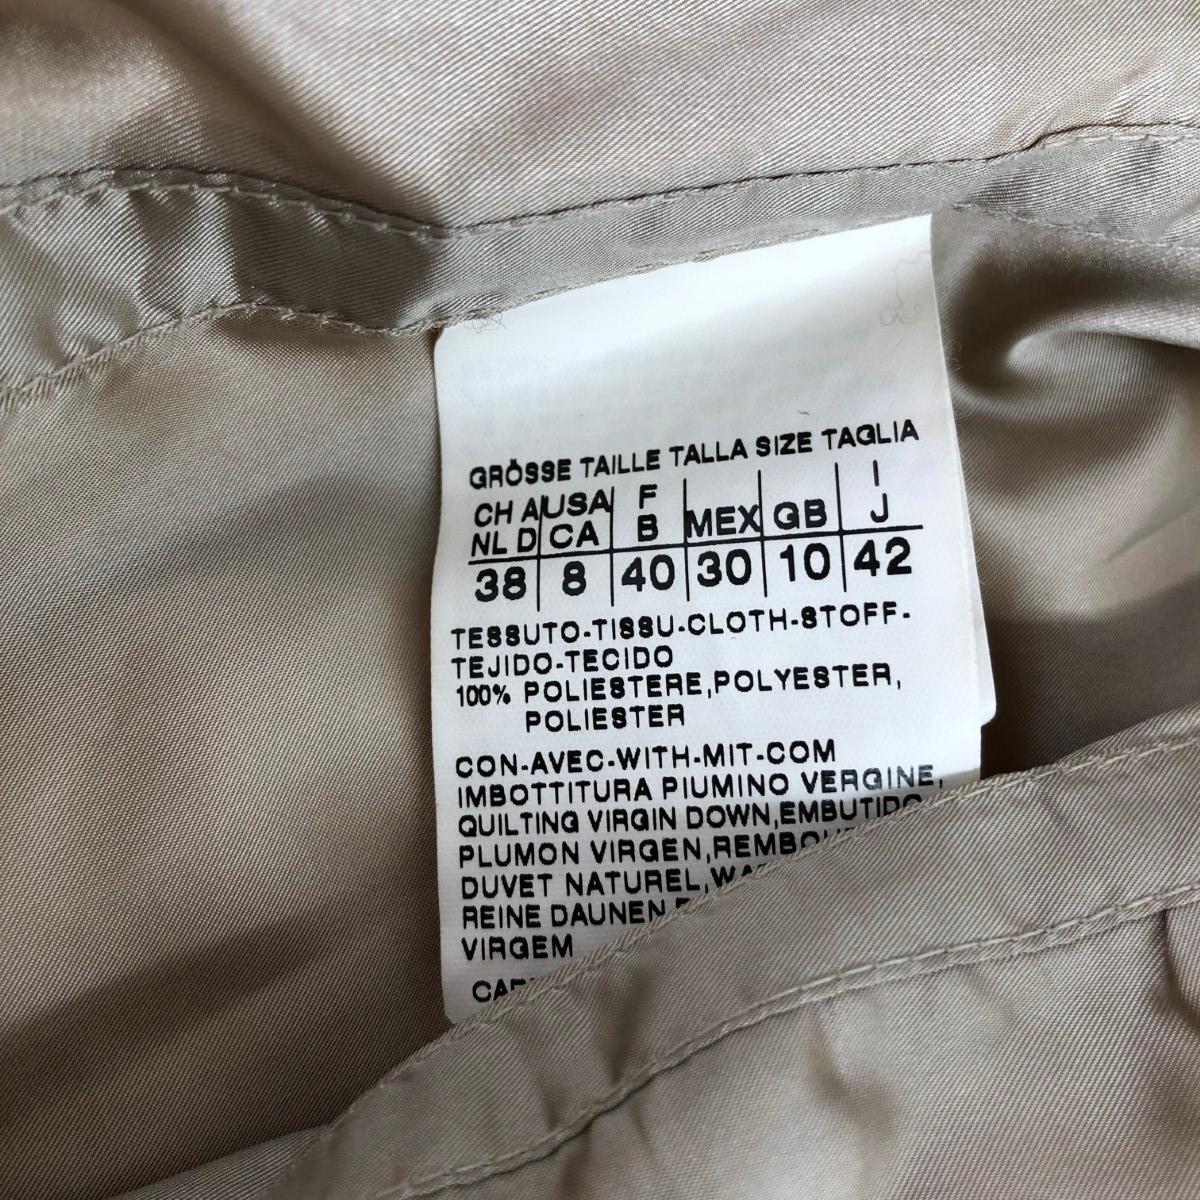 GRÖSSE TAILLE TALLA SIZE TAGLIA
CH A USA F MEX GB I
NL D CA B J
38 8 40 30 10 42
TESSUTO-TISSU-CLOTH-STOFF-
TEJIDO-TECIDO
100% POLIESTERE,POLYESTER,
POLIESTER
CON-AVEC-WITH-MIT-COM
IMBOTTITURA PIUMINO VERGINE,
QUILTING VIRGIN DOWN,EMBUTIDO
PLUMON VIRGEN,
DUVET NATUREL,
REINE DAUNEN
VIRGEM